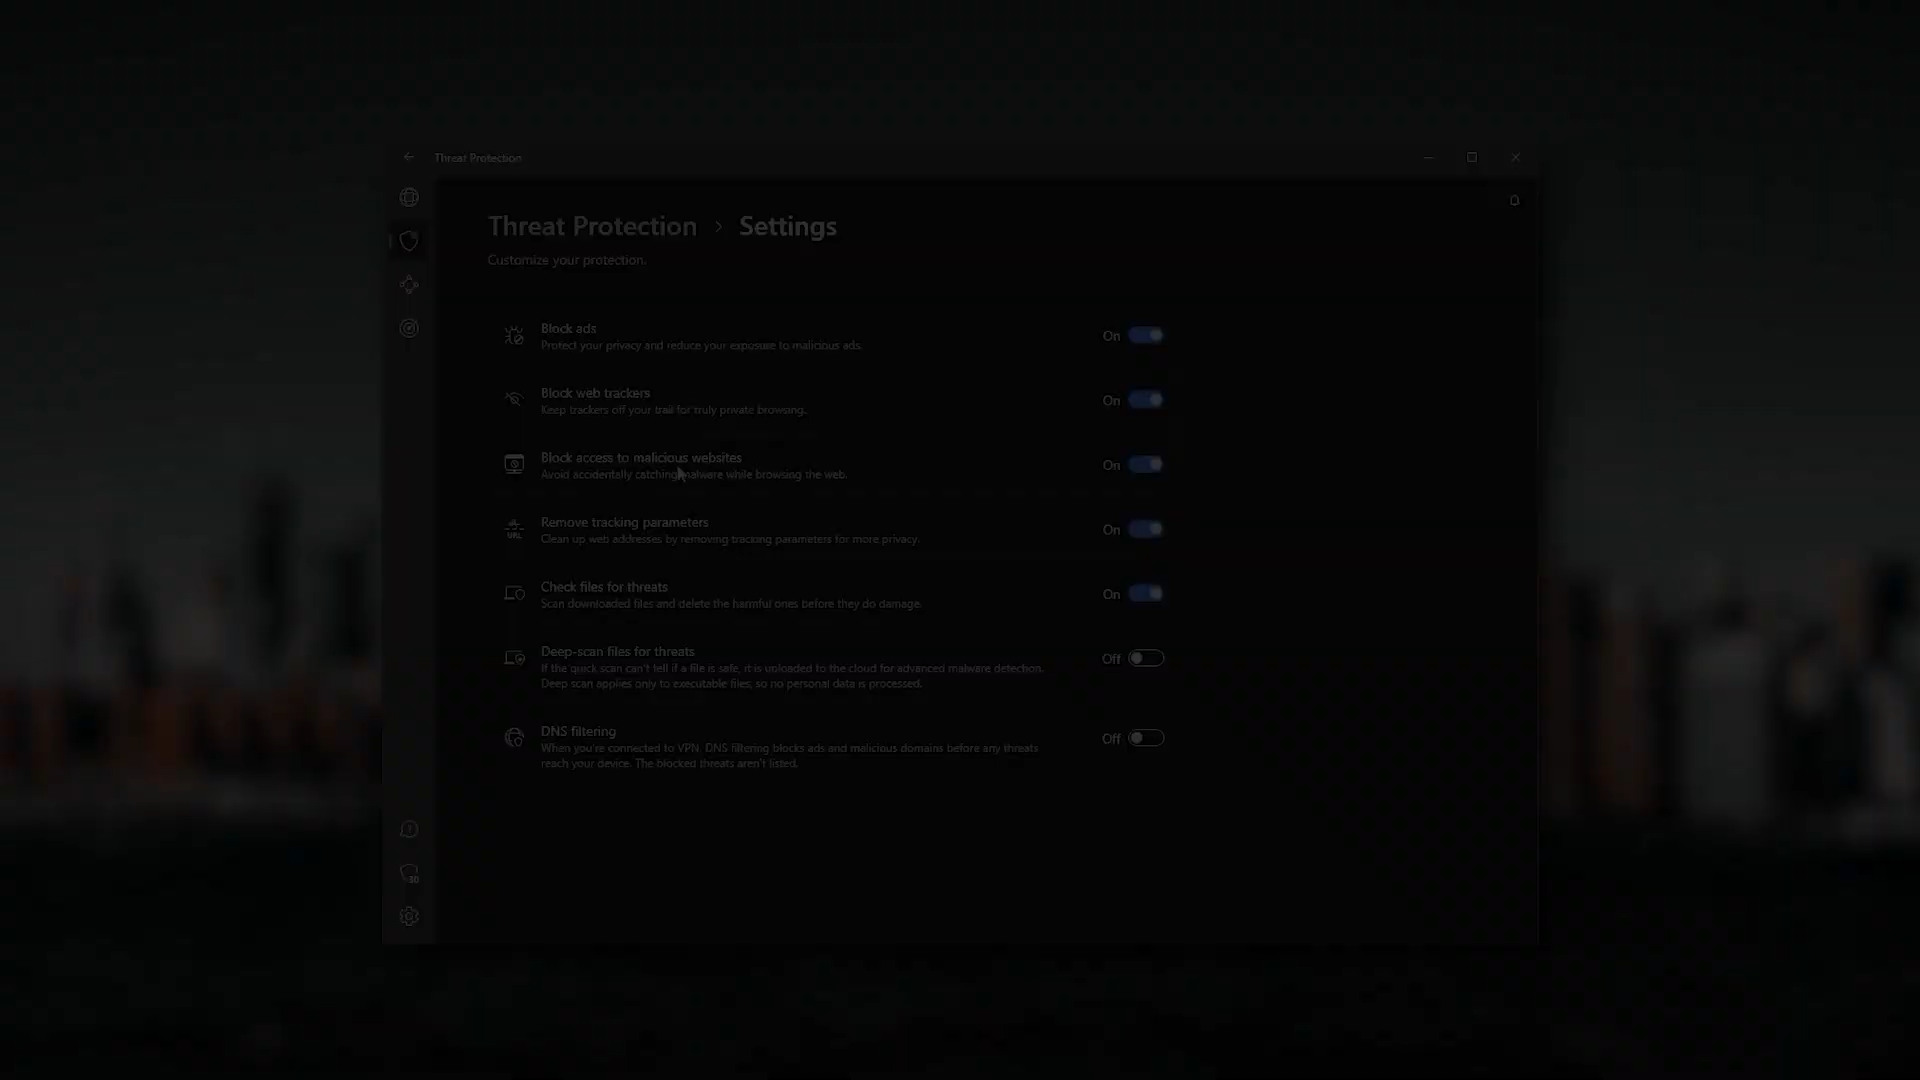 Threat Protection
Threat Protection > Settings
Customize your protection.
Block ads
Protect your privacy and reduce your exposure to malicious ads.
On
Block web trackers
Keep trackers off your trail for truly private browsing.
On
Block access to malicious websites
Avoid accidentally catching malware while browsing the web.
On
Remove tracking parameters
Clean up web addresses by removing tracking parameters for more privacy.
On
URL
Check files for threats
Scan downloaded files and delete the harmful ones before they do damage.
On
Deep-scan files for threats
If the quick scan can't tell if a file is safe, it is uploaded to the cloud for advanced malware detection.
Deep scan applies only to executable files, so no personal data is processed.
Off
DNS filtering
When you're connected to VPN, DNS filtering blocks ads and malicious domains before any threats
reach your device. The blocked threats aren't listed.
Off
30